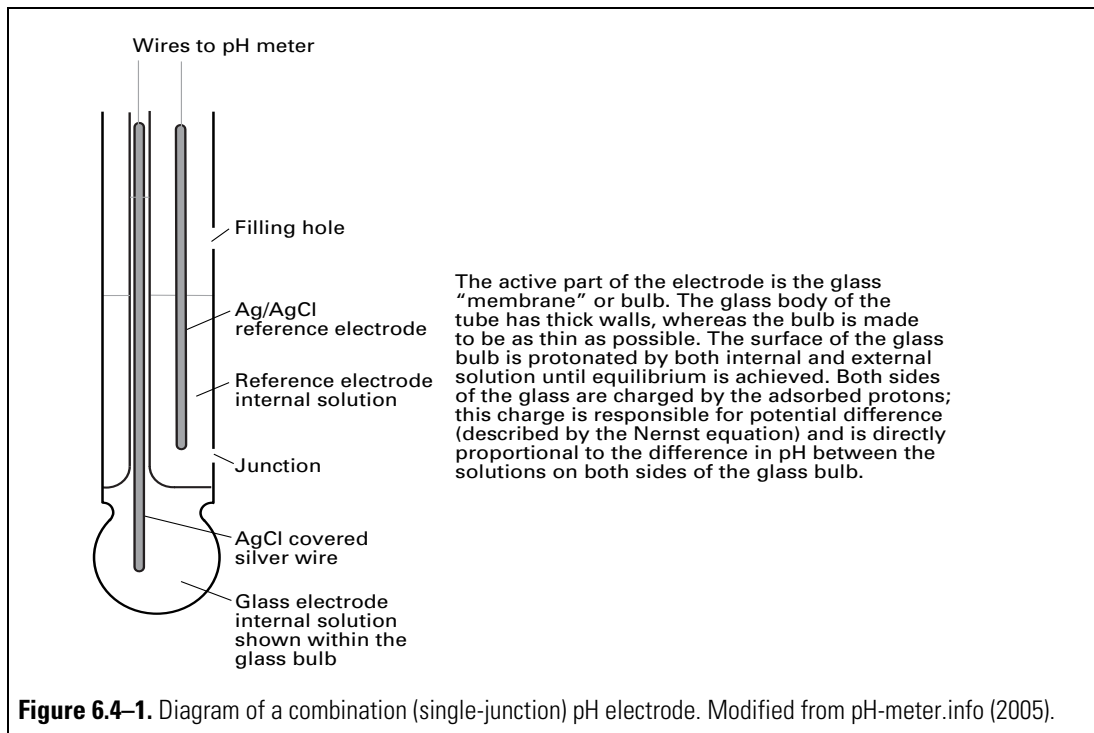 Wires to pH meter
Filling hole
Ag/AgCl
reference electrode
Reference electrode
internal solution
Junction
AgCl covered
silver wire
Glass electrode
internal solution
shown within the
glass bulb
The active part of the electrode is the glass
“membrane” or bulb. The glass body of the
tube has thick walls, whereas the bulb is made
to be as thin as possible. The surface of the glass
bulb is protonated by both internal and external
solution until equilibrium is achieved. Both sides
of the glass are charged by the adsorbed protons;
this charge is responsible for potential difference
(described by the Nernst equation) and is directly
proportional to the difference in pH between the
solutions on both sides of the glass bulb.
Figure 6.4–1. Diagram of a combination (single-junction) pH electrode. Modified from pH-meter.info (2005).